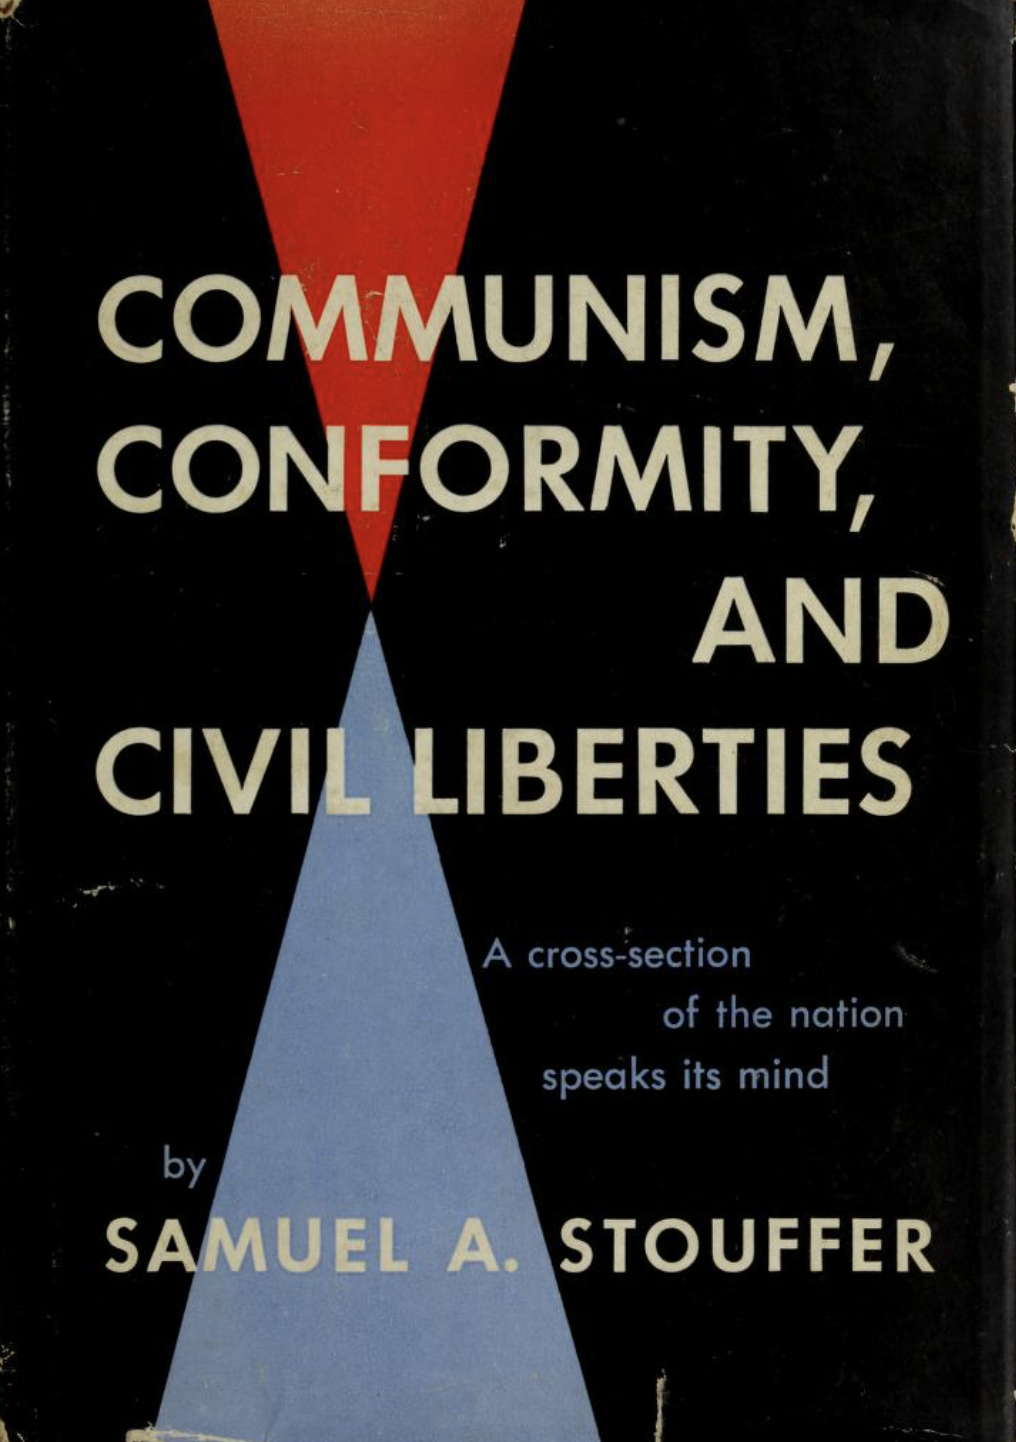 COMMUNISM,
CONFORMITY,
AND
CIVIL LIBERTIES
A cross-section
of the nation
speaks its mind
by
SAMUEL A. STOUFFER